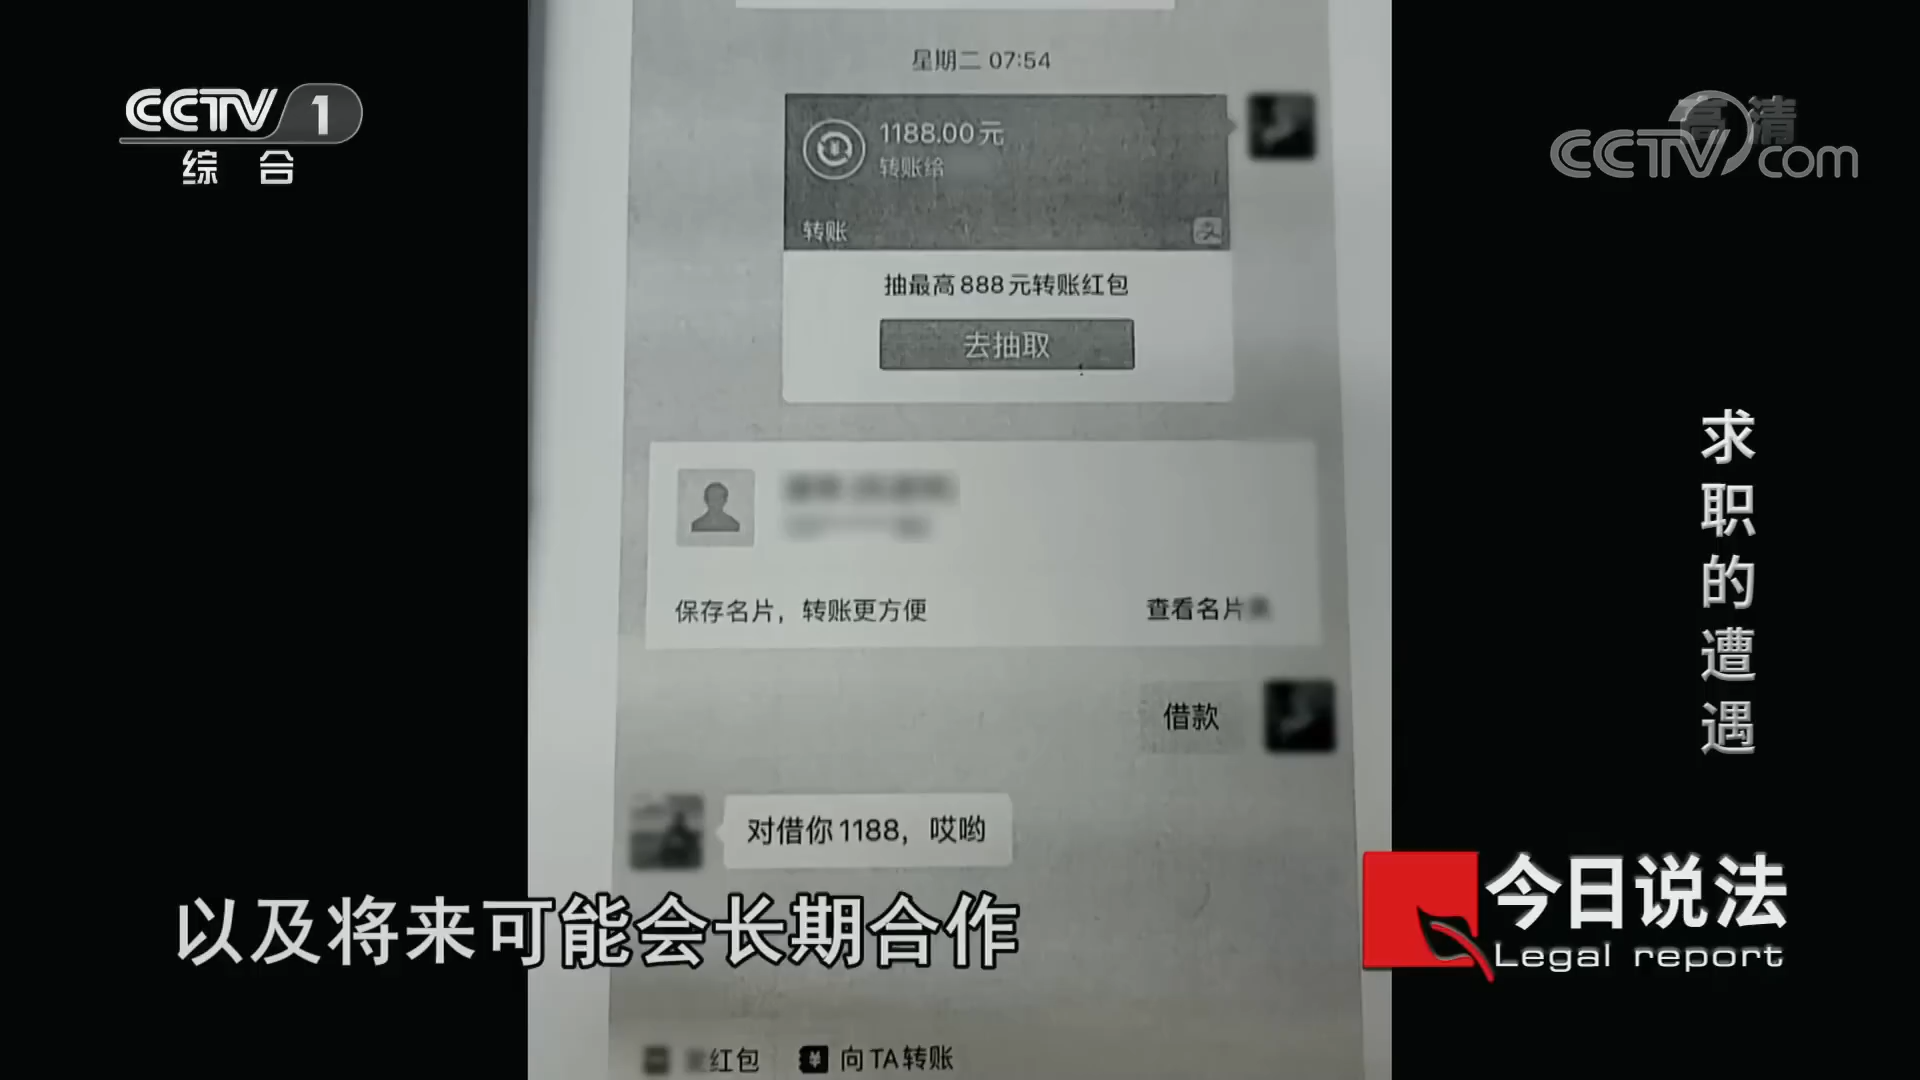 CCTV 1
综合
高清
CCTV com
星期二 07:54
1188.00元
转账给
转账
支
抽最高888元转账红包
去抽取
保存名片，转账更方便
查看名片
借款
对借你1188，哎哟
红包
向TA转账
求职的遭遇
以及将来可能会长期合作
今日说法
Legal report